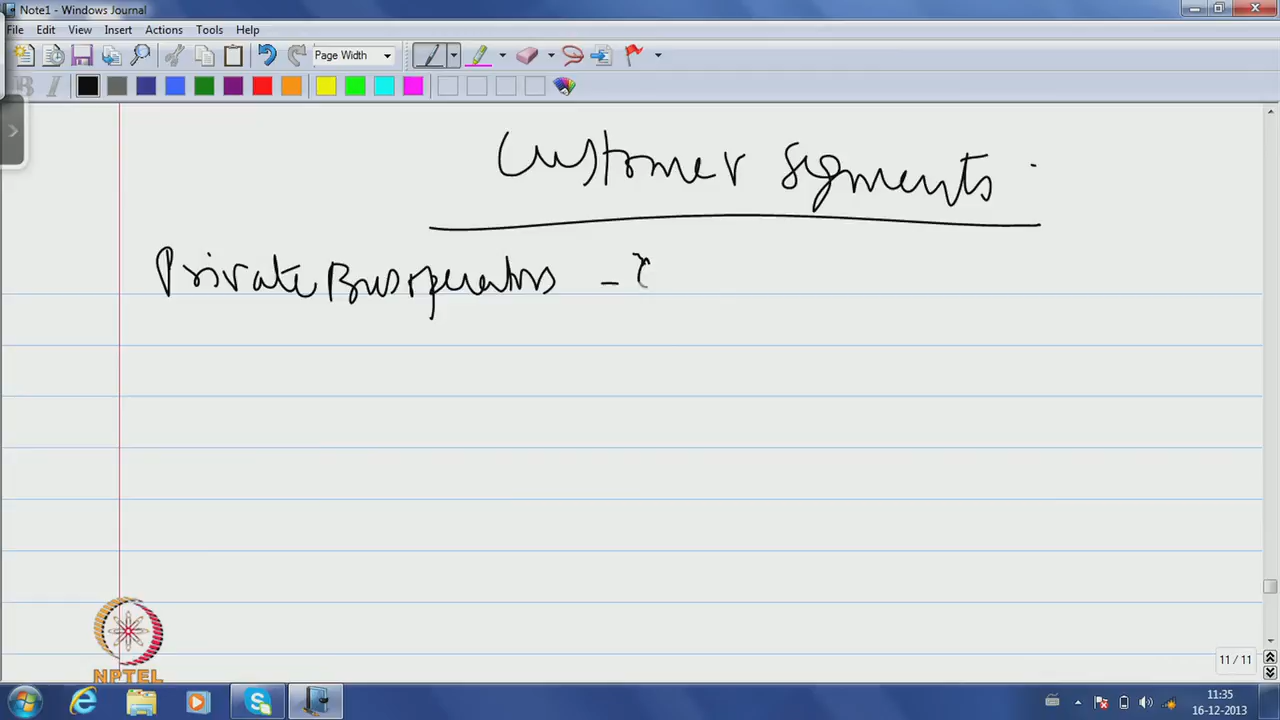 Note1 - Windows Journal
File Edit View Insert Actions Tools Help
Page Width
B I
Customer Segments
Private Bus operators -
11 / 11
NPTEL
11:35
16-12-2013